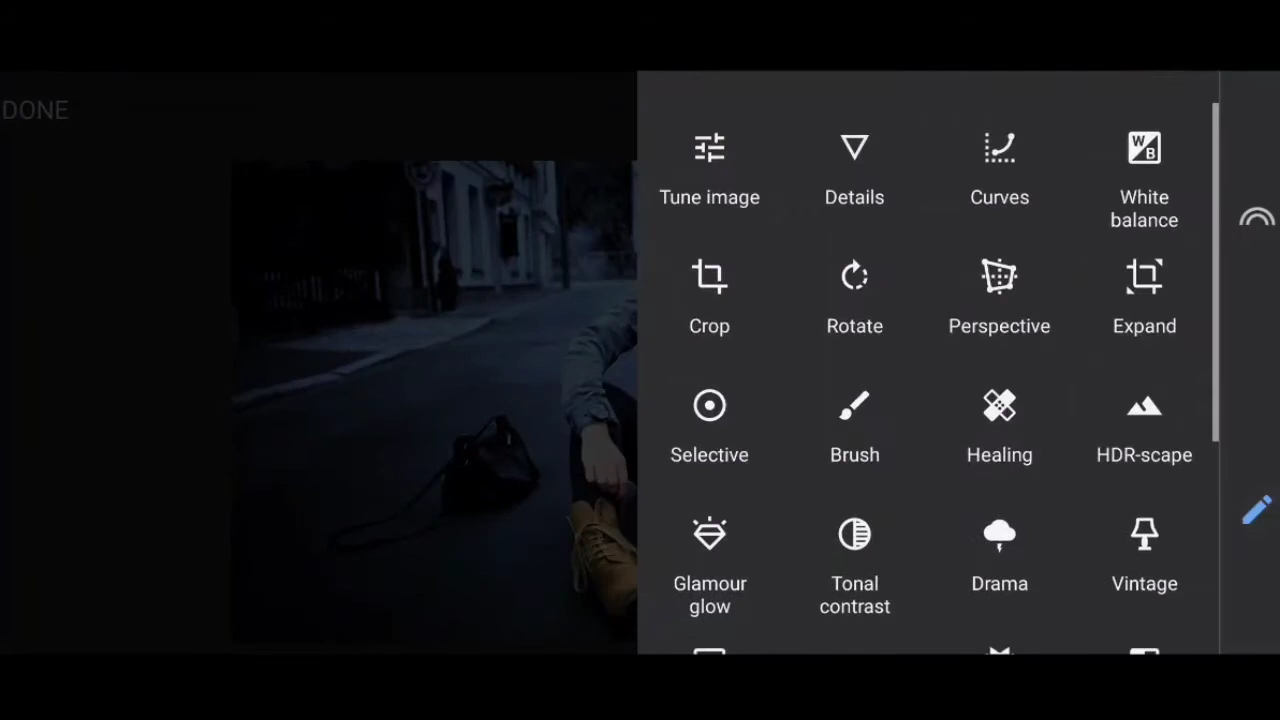 DONE
Tune image
Details
Curves
White
balance
Crop
Rotate
Perspective
Expand
Selective
Brush
Healing
HDR-scape
Glamour
glow
Tonal
contrast
Drama
Vintage